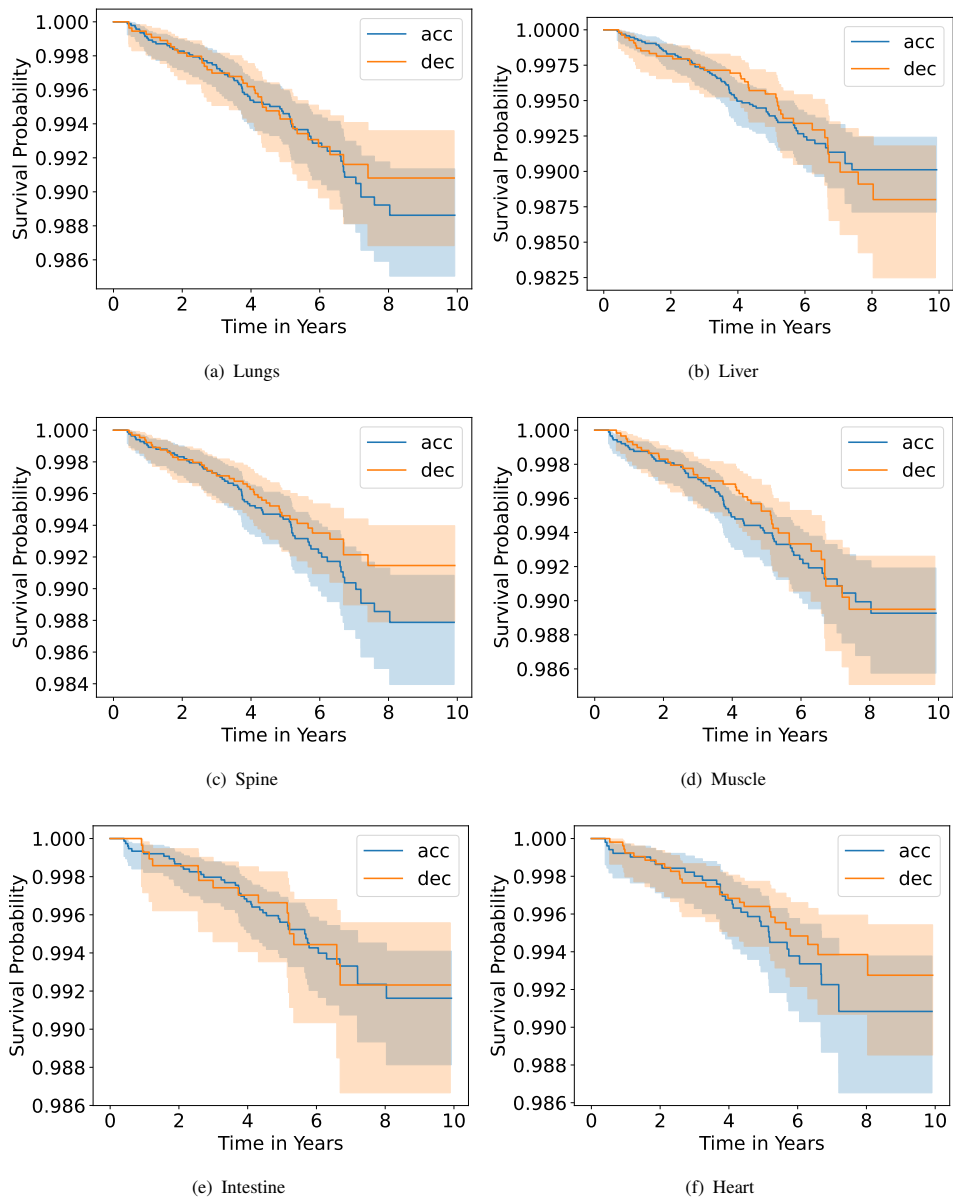 1.000
0.998
0.996
0.994
0.992
0.990
0.988
0.986
Survival Probability
acc
dec
0 2 4 6 8 10
Time in Years
(a) Lungs
1.0000
0.9975
0.9950
0.9925
0.9900
0.9875
0.9850
0.9825
Survival Probability
acc
dec
0 2 4 6 8 10
Time in Years
(b) Liver
1.000
0.998
0.996
0.994
0.992
0.990
0.988
0.986
0.984
Survival Probability
acc
dec
0 2 4 6 8 10
Time in Years
(c) Spine
1.000
0.998
0.996
0.994
0.992
0.990
0.988
0.986
Survival Probability
acc
dec
0 2 4 6 8 10
Time in Years
(d) Muscle
1.000
0.998
0.996
0.994
0.992
0.990
0.988
0.986
Survival Probability
acc
dec
0 2 4 6 8 10
Time in Years
(e) Intestine
1.000
0.998
0.996
0.994
0.992
0.990
0.988
0.986
Survival Probability
acc
dec
0 2 4 6 8 10
Time in Years
(f) Heart